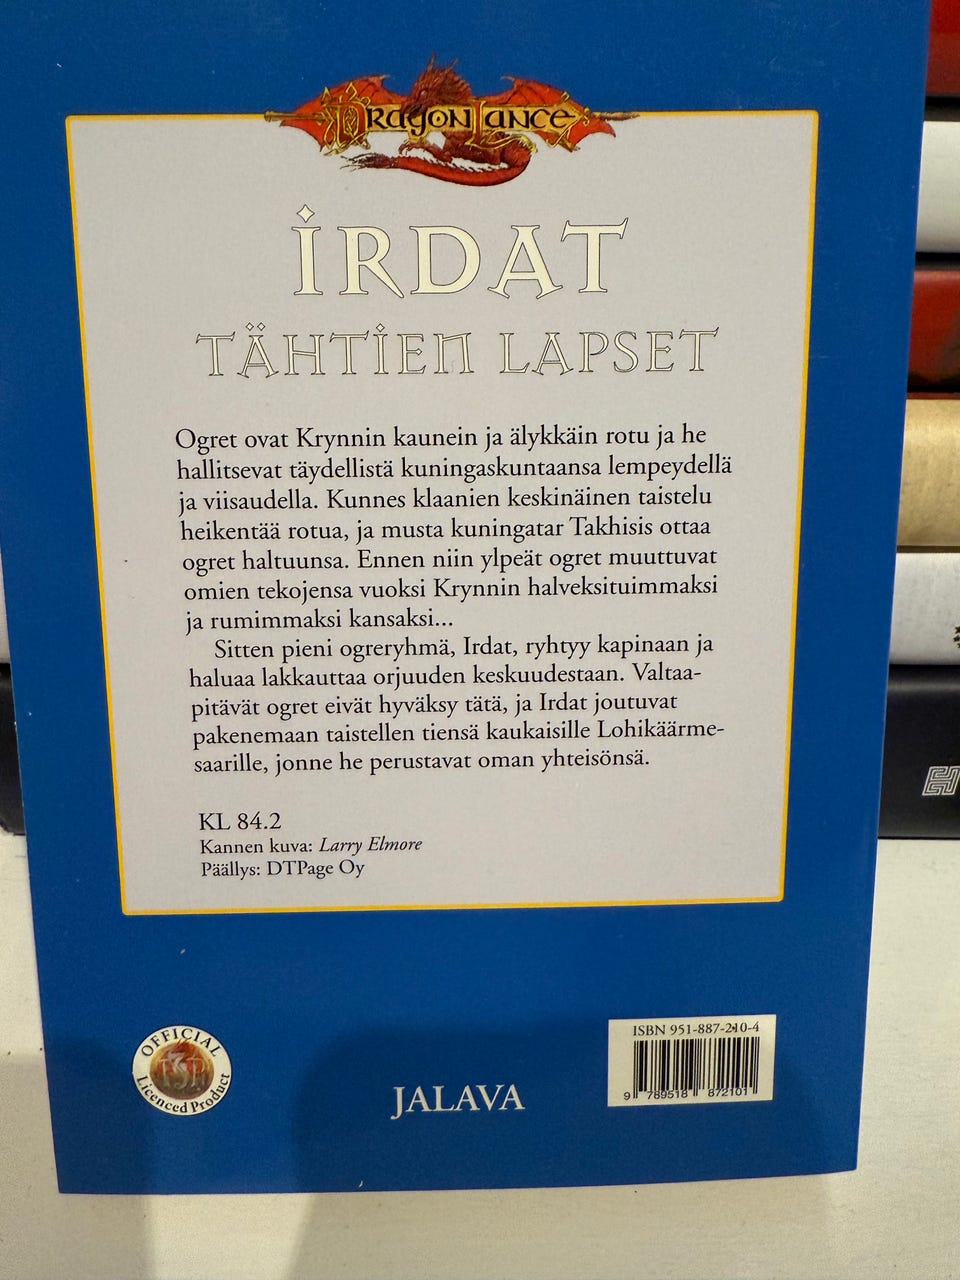 DRAGONLANCE
IRDAT
TÄHTIEN LAPSET
Ogret ovat Krynnin kaunein ja älykkäin rotu ja he
hallitsevat täydellistä kuningaskuntaansa lempeydellä
ja viisaudella. Kunnes klaanien keskinäinen taistelu
heikentää rotua, ja musta kuningatar Takhisis ottaa
ogret haltuunsa. Ennen niin ylpeät ogret muuttuvat
omien tekojensa vuoksi Krynnin halveksituimmaksi
ja rumimmaksi kansaksi...
Sitten pieni ogreryhmä, Irdat, ryhtyy kapinaan ja
haluaa lakkauttaa orjuuden keskuudestaan. Valtaa-
pitävät ogret eivät hyväksy tätä, ja Irdat joutuvat
pakenemaan taistellen tiensä kaukaisille Lohikäärme-
saarille, jonne he perustavat oman yhteisönsä.
KL 84.2
Kannen kuva: Larry Elmore
Päällys: DTPage Oy
OFFICIAL
TSR
Licenced Product
JALAVA
ISBN 951-887-210-4
9 789518 872101